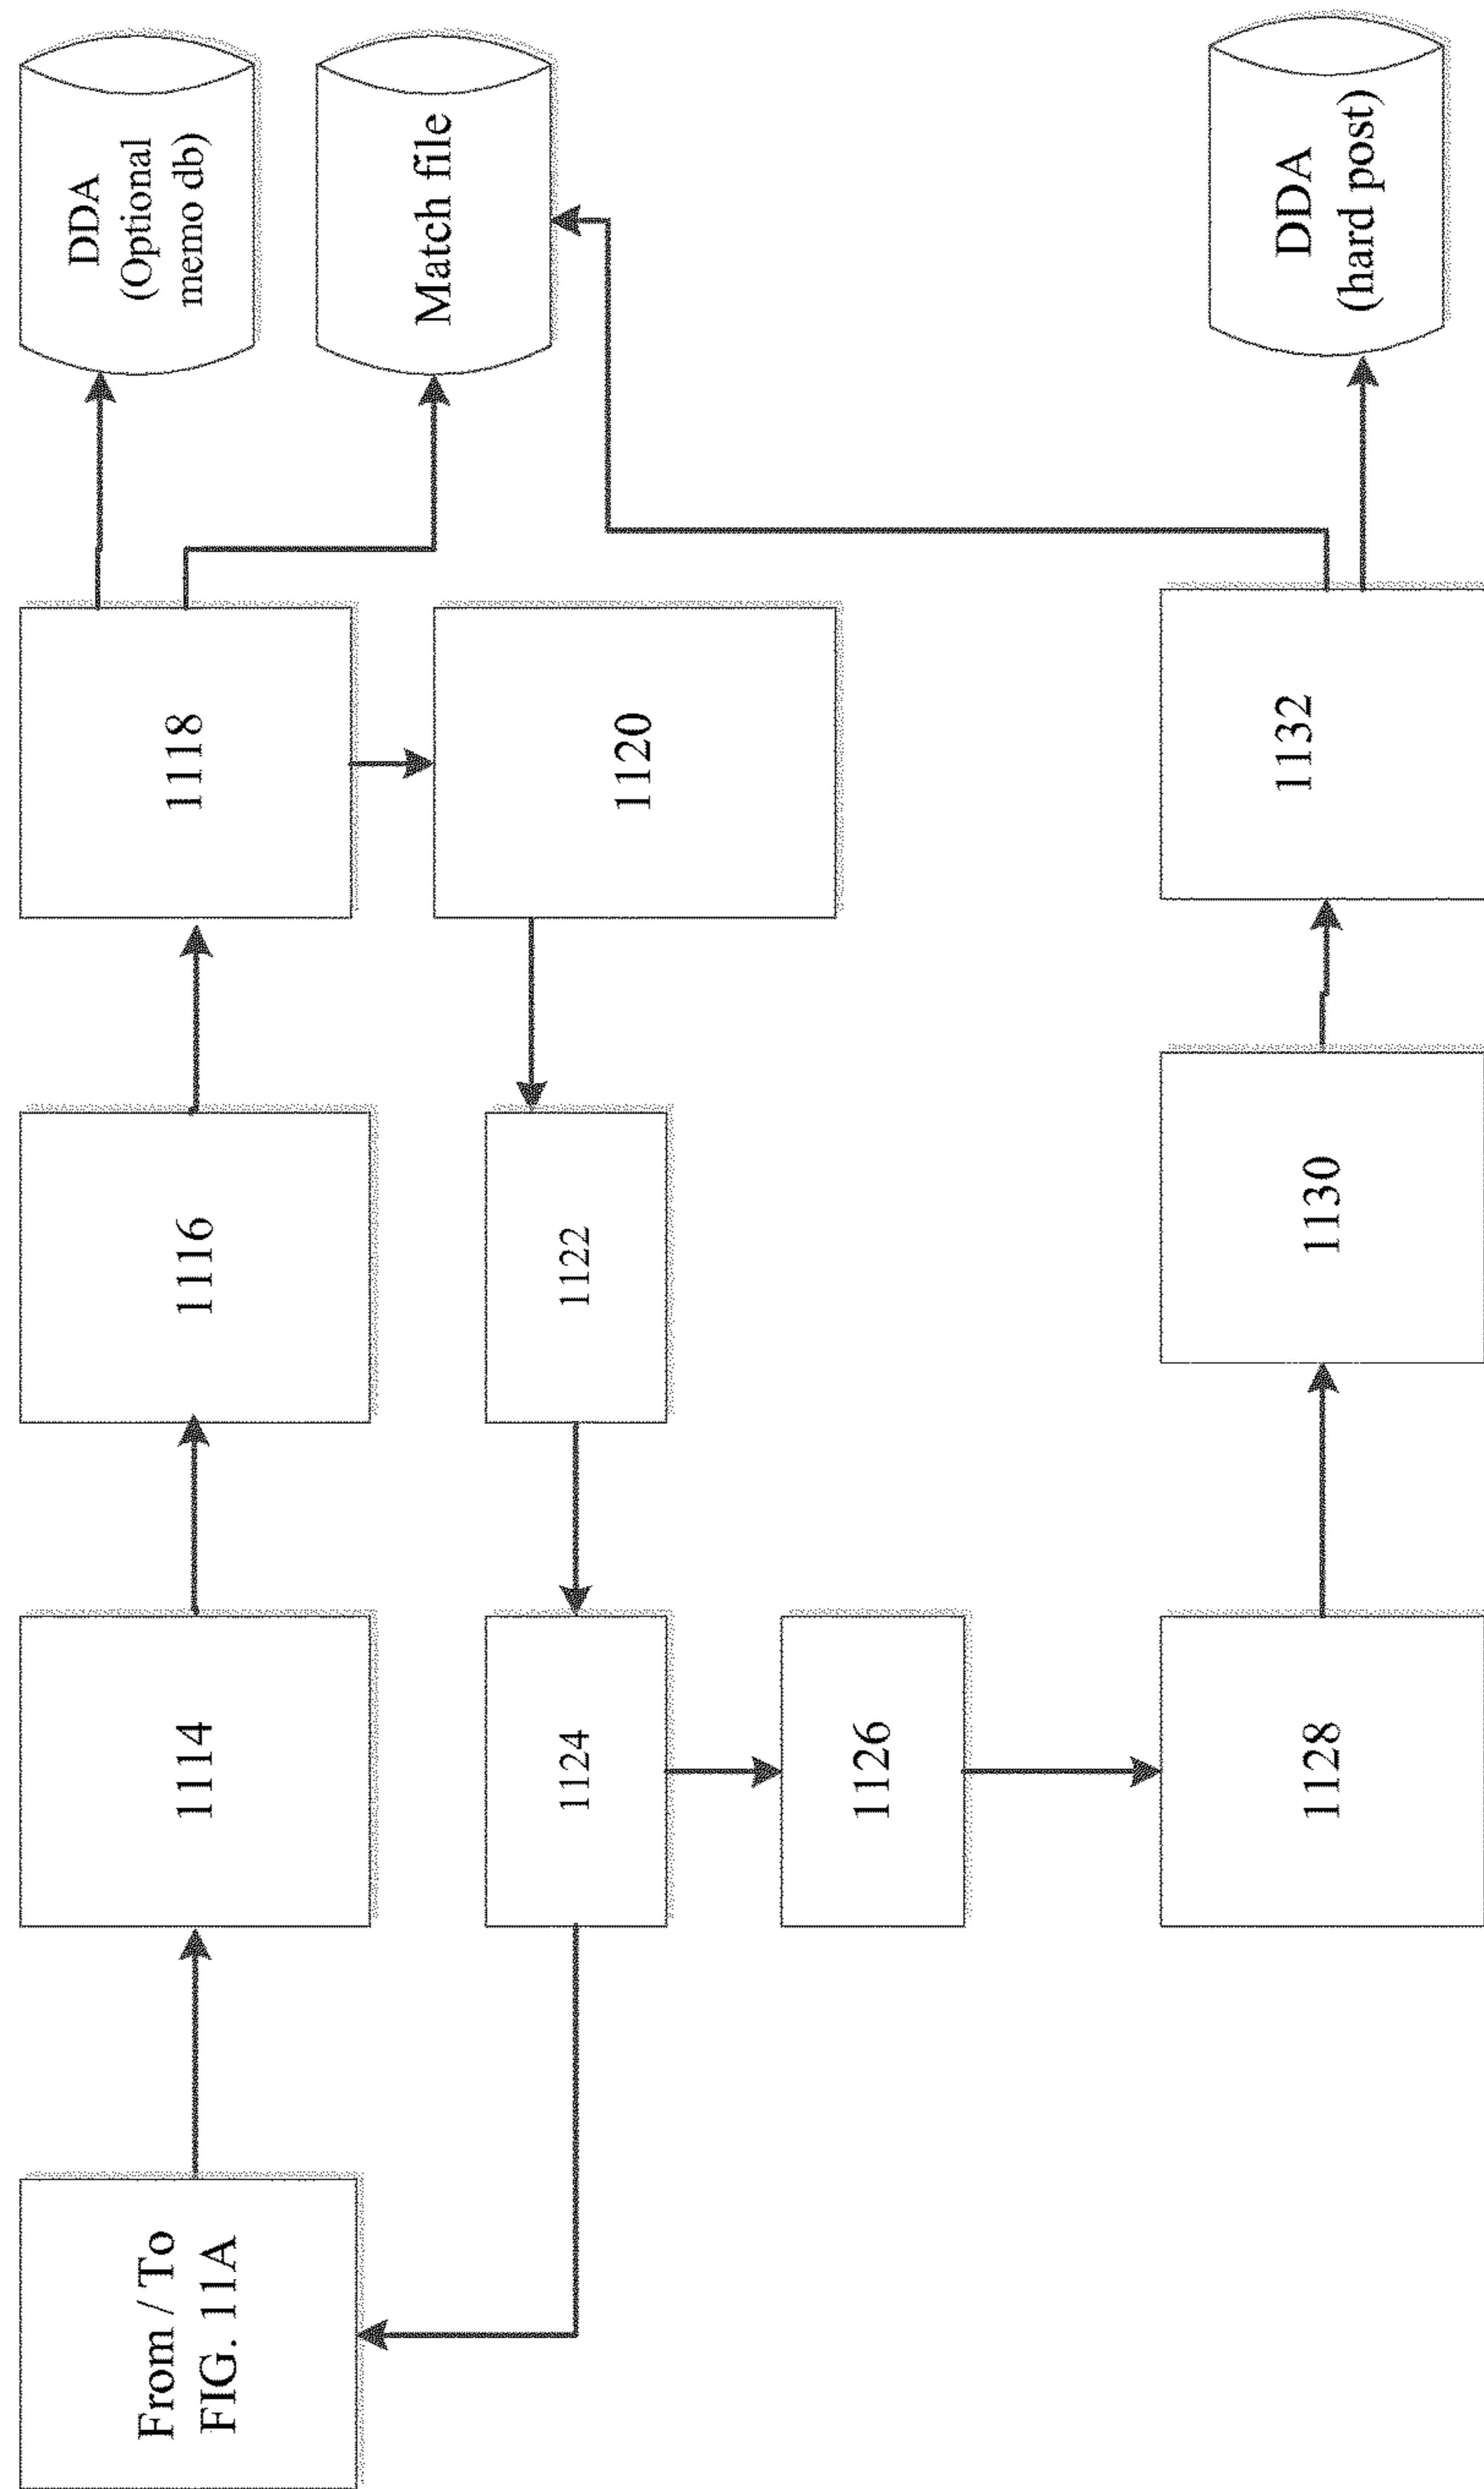 From / To
FIG. 11A
1114
1116
1118
DDA
(Optional
memo db)
Match file
1124
1122
1120
1126
1128
1130
1132
DDA
(hard post)